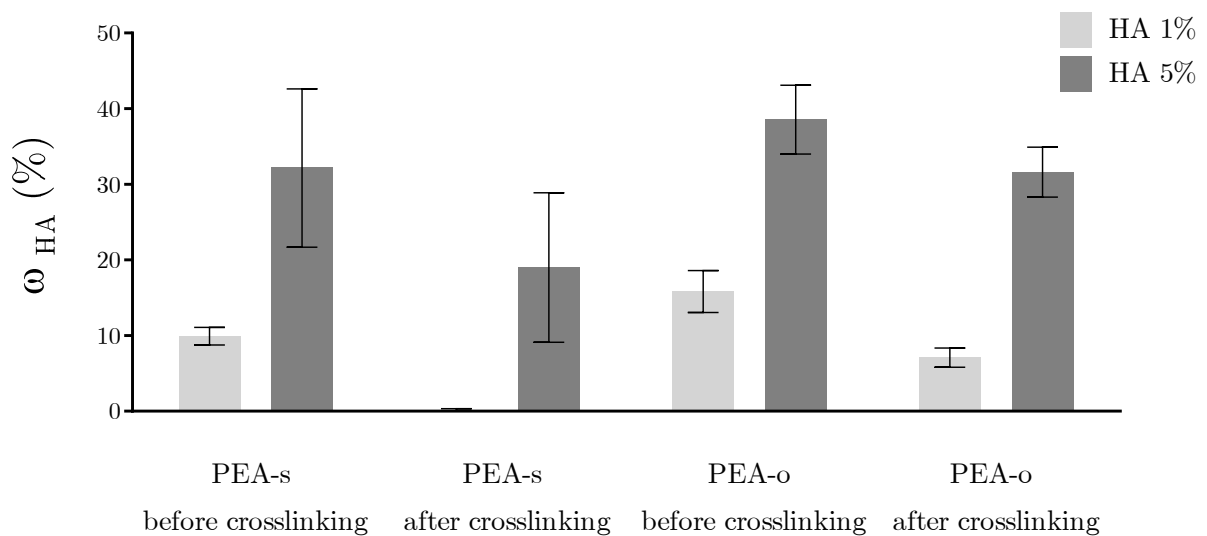 HA 1%
HA 5%
ω HA (%)
50
40
30
20
10
0
PEA-s PEA-s PEA-o PEA-o
before crosslinking after crosslinking before crosslinking after crosslinking